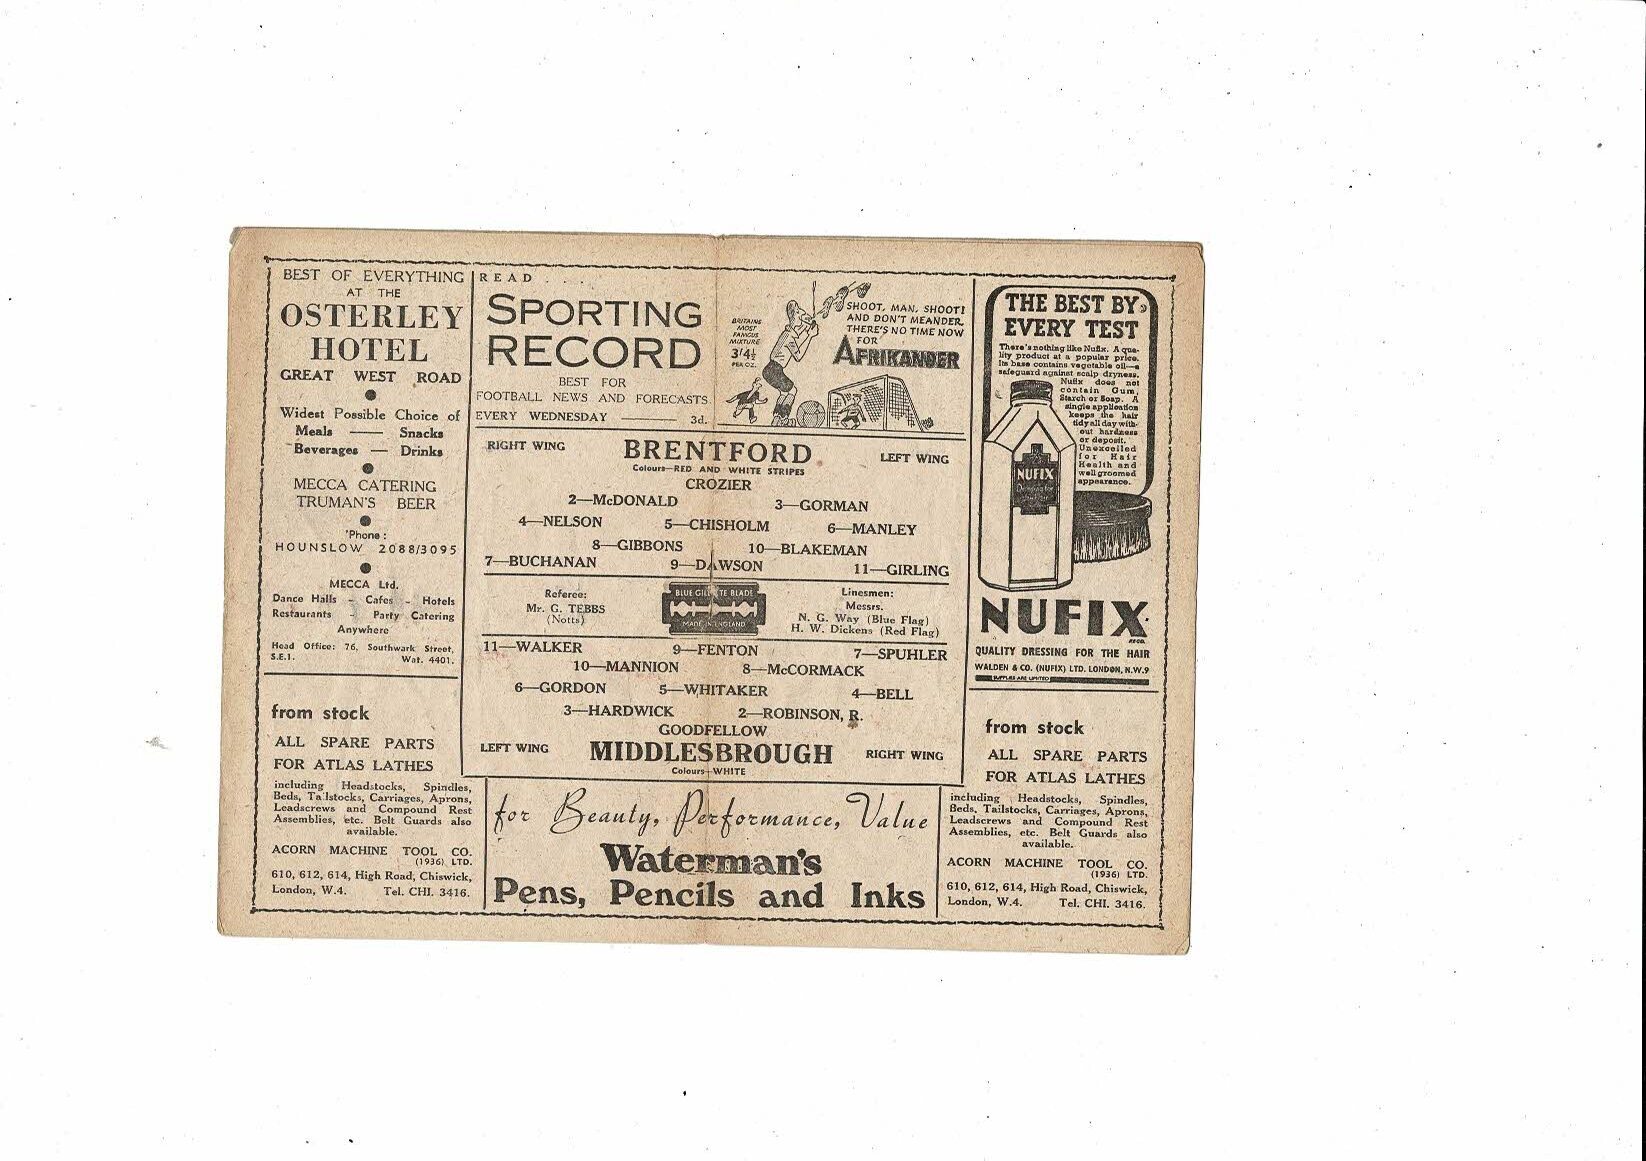 BEST OF EVERYTHING
AT THE
OSTERLEY
HOTEL
GREAT WEST ROAD
Widest Possible Choice of
Meals — Snacks
Beverages — Drinks
MECCA CATERING
TRUMAN'S BEER
'Phone :
HOUNSLOW 2088/3095
MECCA Ltd.
Dance Halls - Cafes - Hotels
Restaurants - Party Catering
Anywhere
Head Office: 76, Southwark Street,
S.E.1. Wat. 4401.
from stock
ALL SPARE PARTS
FOR ATLAS LATHES
including Headstocks, Spindles,
Beds, Tailstocks, Carriages, Aprons,
Leadscrews and Compound Rest
Assemblies, etc. Belt Guards also
available.
ACORN MACHINE TOOL CO.
(1936) LTD.
610, 612, 614, High Road, Chiswick,
London, W.4. Tel. CHI. 3416.
READ . . . .
SPORTING
RECORD
BEST FOR
FOOTBALL NEWS AND FORECASTS
EVERY WEDNESDAY — 3d.
BRITAINS
MOST
FAMOUS
MIXTURE
3'4½
PER OZ.
SHOOT, MAN, SHOOT!
AND DON'T MEANDER,
THERE'S NO TIME NOW
FOR
AFRIKANDER
RIGHT WING BRENTFORD LEFT WING
Colours—RED AND WHITE STRIPES
CROZIER
2—McDONALD 3—GORMAN
4—NELSON 5—CHISHOLM 6—MANLEY
8—GIBBONS 10—BLAKEMAN
7—BUCHANAN 9—DAWSON 11—GIRLING
Referee:
Mr. G. TEBBS
(Notts)
BLUE GILLETTE BLADE
MADE IN ENGLAND
Linesmen:
Messrs.
N. G. Way (Blue Flag)
H. W. Dickens (Red Flag)
11—WALKER 9—FENTON 7—SPUHLER
10—MANNION 8—McCORMACK
6—GORDON 5—WHITAKER 4—BELL
3—HARDWICK 2—ROBINSON, R.
GOODFELLOW
LEFT WING MIDDLESBROUGH RIGHT WING
Colours—WHITE
for Beauty, Performance, Value
Waterman's
Pens, Pencils and Inks
THE BEST BY
EVERY TEST
There's nothing like Nufix. A qua-
lity product at a popular price.
Its base contains vegetable oil—a
safeguard against scalp dryness.
Nufix does not
contain Gum,
Starch or Soap. A
single application
keeps the hair
tidy all day with-
out hardness
or deposit.
Unexcelled
for Hair
Health and
well groomed
appearance.
NUFIX
NUFIX
QUALITY DRESSING FOR THE HAIR
WALDEN & CO. (NUFIX) LTD. LONDON, N.W.9
SUPPLIES ARE LIMITED
from stock
ALL SPARE PARTS
FOR ATLAS LATHES
including Headstocks, Spindles,
Beds, Tailstocks, Carriages, Aprons,
Leadscrews and Compound Rest
Assemblies, etc. Belt Guards also
available.
ACORN MACHINE TOOL CO.
(1936) LTD.
610, 612, 614, High Road, Chiswick,
London, W.4. Tel. CHI. 3416.